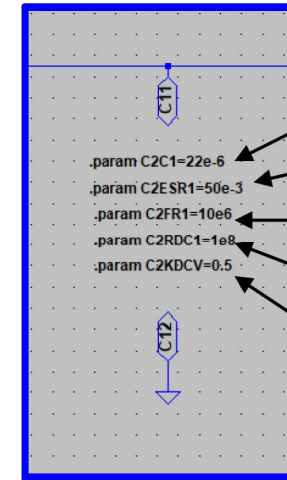 C11
.param C2C1=22e-6
.param C2ESR1=50e-3
.param C2FR1=10e6
.param C2RDC1=1e8
.param C2KDCV=0.5
C12